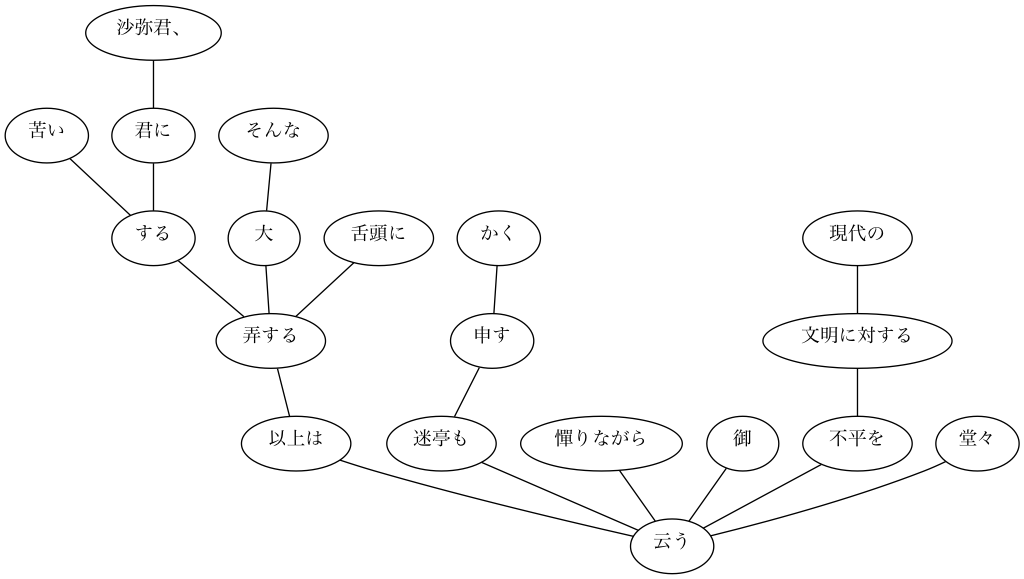 沙弥君、
苦い 君に そんな
する 大 舌頭に かく 現代の
弄する 申す 文明に対する
以上は 迷亭も 憚りながら 御 不平を 堂々
云う